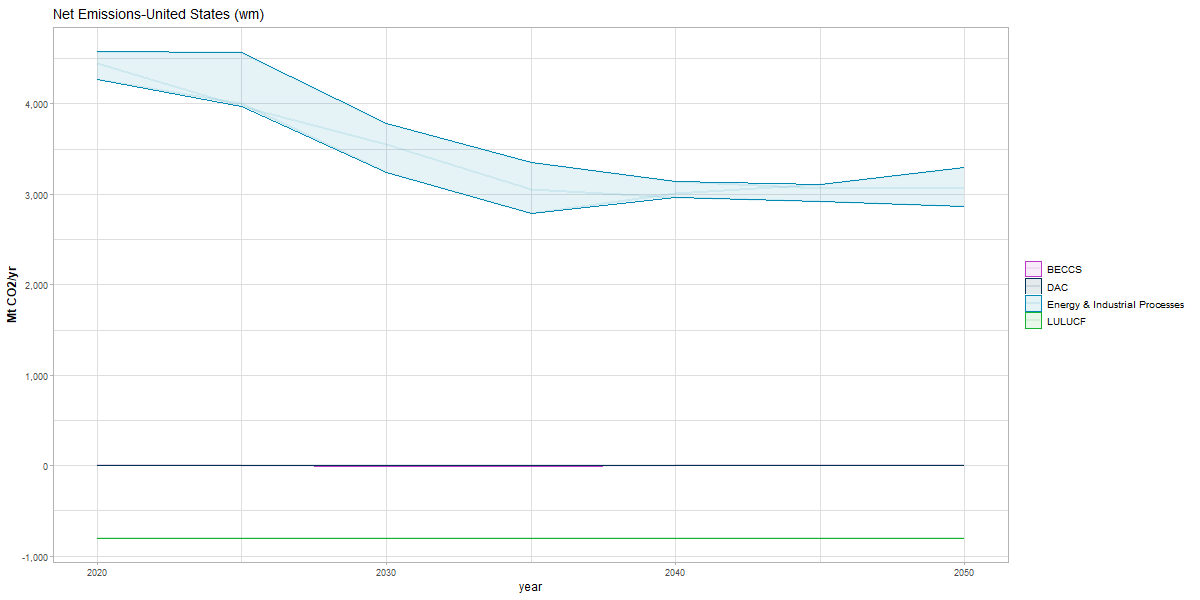 Net Emissions-United States (wm)
4,000
3,000
2,000
1,000
0
-1,000
Mt CO2/yr
2020
2030
2040
2050
year
BECCS
DAC
Energy & Industrial Processes
LULUCF